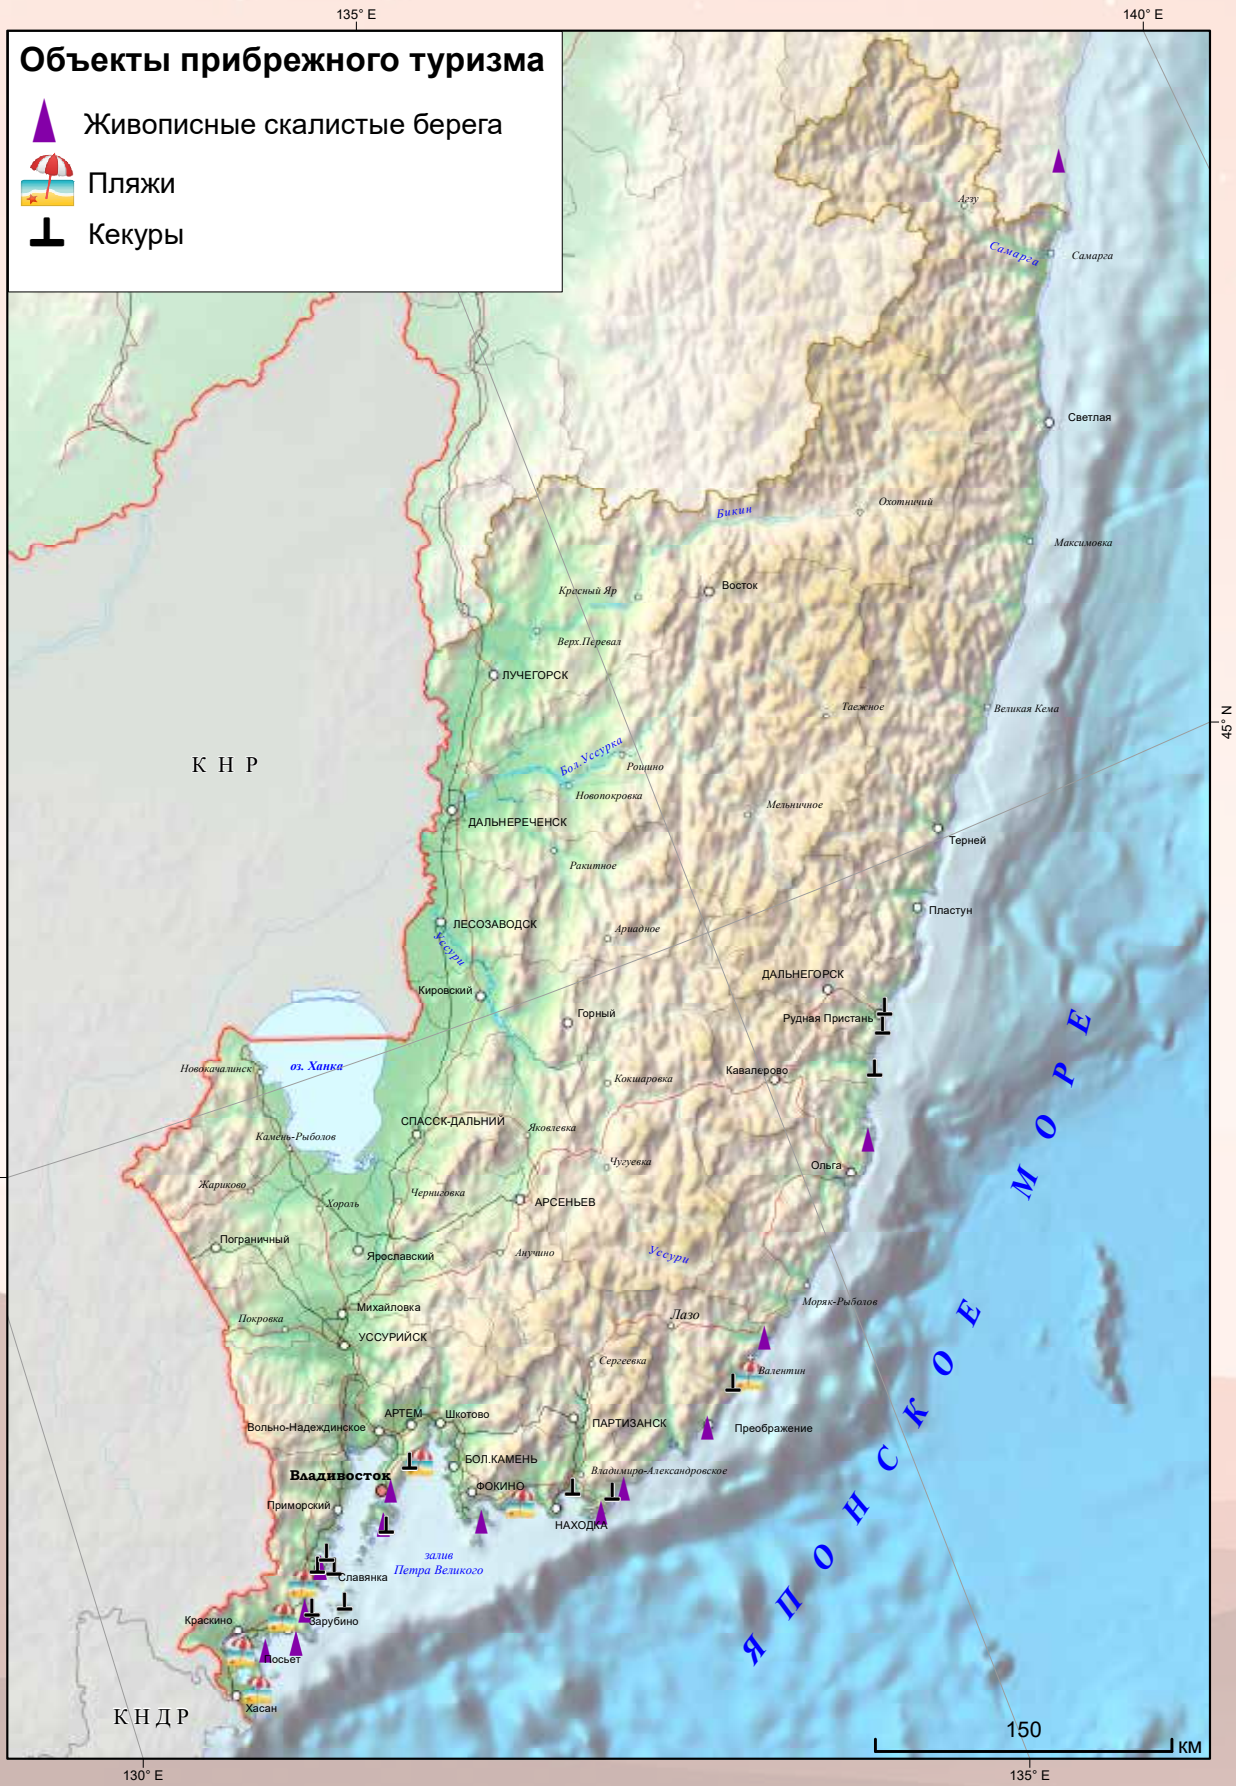 135° E
140° E
Объекты прибрежного туризма
Живописные скалистые берега
Пляжи
Кекуры
Агзу
Самарга
Самарга
Светлая
Охотничий
Бикин
Максимовка
Восток
Красный Яр
Верх.Перевал
ЛУЧЕГОРСК
Таежное
Великая Кема
45° N
Бол.Уссурка
КНР
Рощино
Новопокровка
Мельничное
ДАЛЬНЕРЕЧЕНСК
Терней
Ракитное
Пластун
ЛЕСОЗАВОДСК
Ариадное
Уссури
ДАЛЬНЕГОРСК
Кировский
Горный
Рудная Пристань
оз. Ханка
Новокачалинск
Кокшаровка
Кавалерово
СПАССК-ДАЛЬНИЙ
Яковлевка
Камень-Рыболов
Чугуевка
Ольга
Жариково
Черниговка
Хороль
АРСЕНЬЕВ
Пограничный
Ярославский
Анучино
Уссури
Моряк-Рыболов
Михайловка
Покровка
Лазо
УССУРИЙСК
Сергеевка
Валентин
АРТЕМ
Шкотово
Вольно-Надеждинское
ПАРТИЗАНСК
Преображение
БОЛ.КАМЕНЬ
Владимиро-Александровское
Владивосток
ФОКИНО
Приморский
НАХОДКА
залив
Петра Великого
Славянка
Краскино
Зарубино
Посьет
Хасан
КНДР
ЯПОНСКОЕ МОРЕ
150
км
130° E
135° E